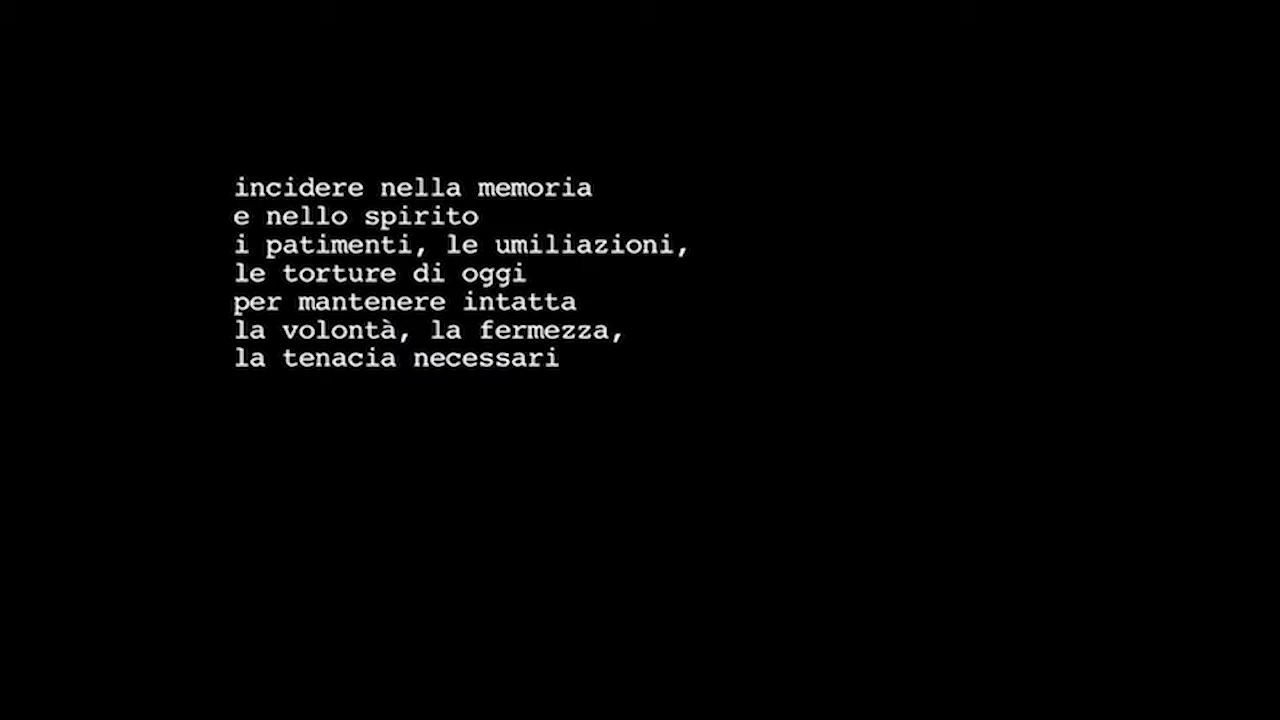 incidere nella memoria
e nello spirito
i patimenti, le umiliazioni,
le torture di oggi
per mantenere intatta
la volontà, la fermezza,
la tenacia necessari